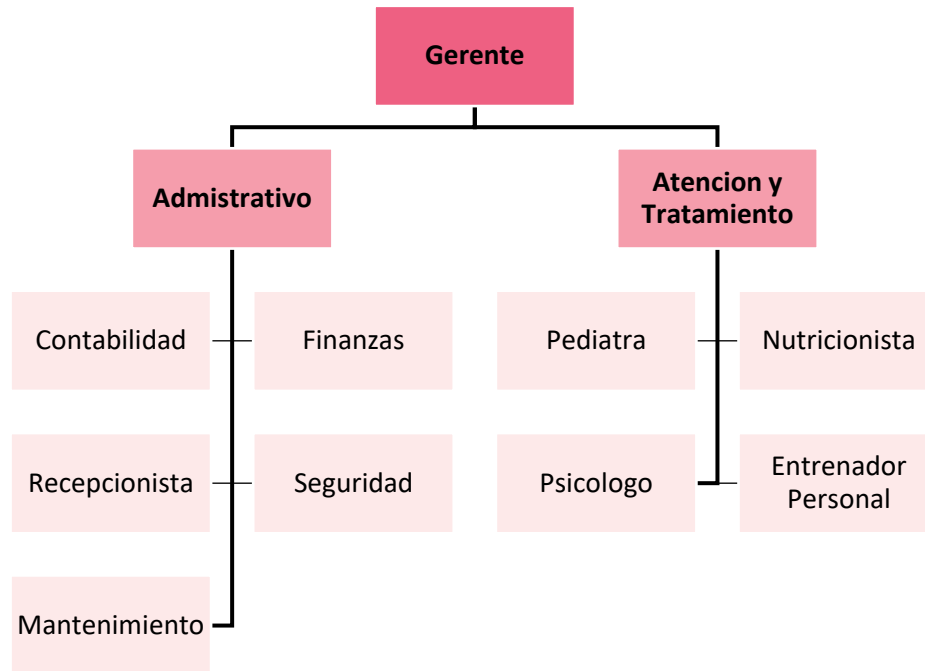 Gerente
Admistrativo
Atencion y
Tratamiento
Contabilidad
Finanzas
Pediatra
Nutricionista
Recepcionista
Seguridad
Psicologo
Entrenador
Personal
Mantenimiento